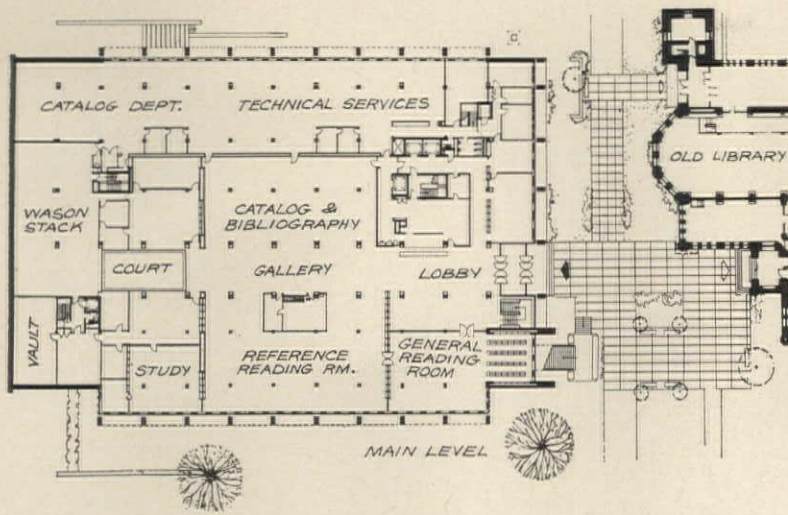 CATALOG DEPT.
TECHNICAL SERVICES
OLD LIBRARY
WASON
STACK
CATALOG &
BIBLIOGRAPHY
COURT
GALLERY
LOBBY
VAULT
STUDY
REFERENCE
READING RM.
GENERAL
READING
ROOM
MAIN LEVEL